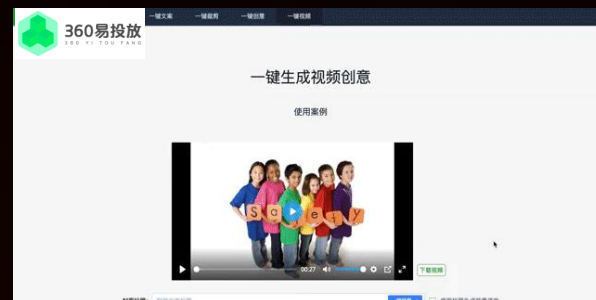 360易投放
360 YI TOU FANG
一键文案 一键裁剪 一键创意 一键视频
一键生成视频创意
使用案例
Safety
00:27
下载视频